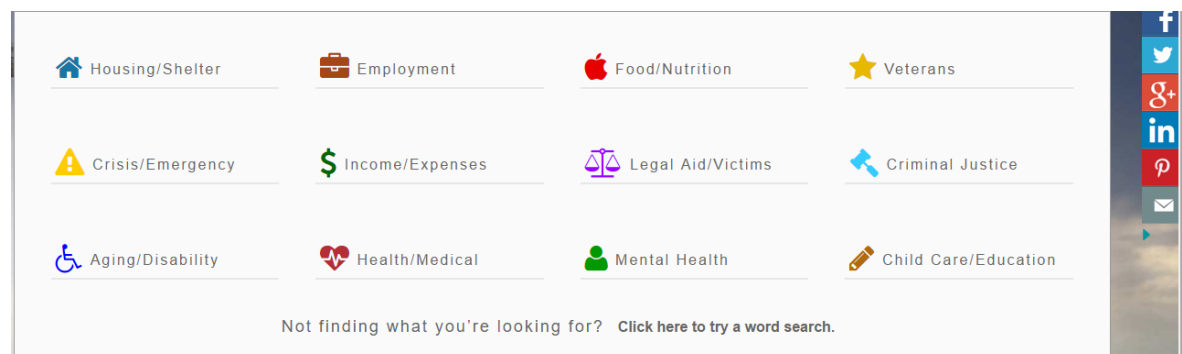 Housing/Shelter
Employment
Food/Nutrition
Veterans
Crisis/Emergency
Income/Expenses
Legal Aid/Victims
Criminal Justice
Aging/Disability
Health/Medical
Mental Health
Child Care/Education
Not finding what you're looking for? Click here to try a word search.